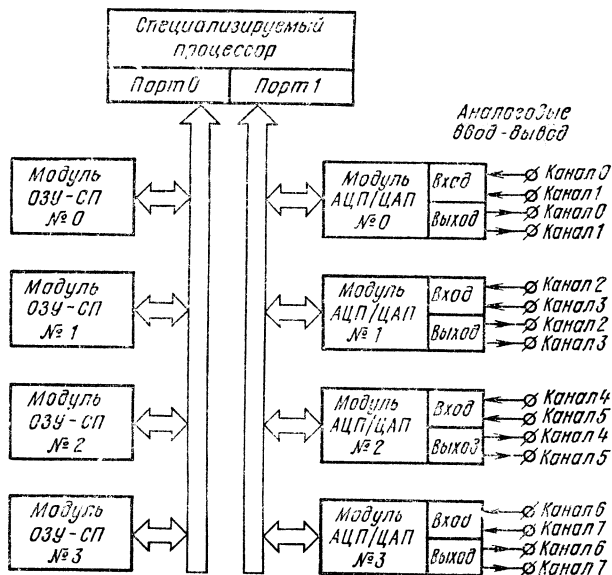 Специализируемый
процессор
Порт 0
Порт 1
Аналоговые
ввод-вывод
Модуль
ОЗУ-СП
№ 0
Модуль
АЦП/ЦАП
№ 0
Вход
Выход
Канал 0
Канал 1
Канал 0
Канал 1
Модуль
ОЗУ-СП
№ 1
Модуль
АЦП/ЦАП
№ 1
Вход
Выход
Канал 2
Канал 3
Канал 2
Канал 3
Модуль
ОЗУ-СП
№ 2
Модуль
АЦП/ЦАП
№ 2
Вход
Выход
Канал 4
Канал 5
Канал 4
Канал 5
Модуль
ОЗУ-СП
№ 3
Модуль
АЦП/ЦАП
№ 3
Вход
Выход
Канал 6
Канал 7
Канал 6
Канал 7